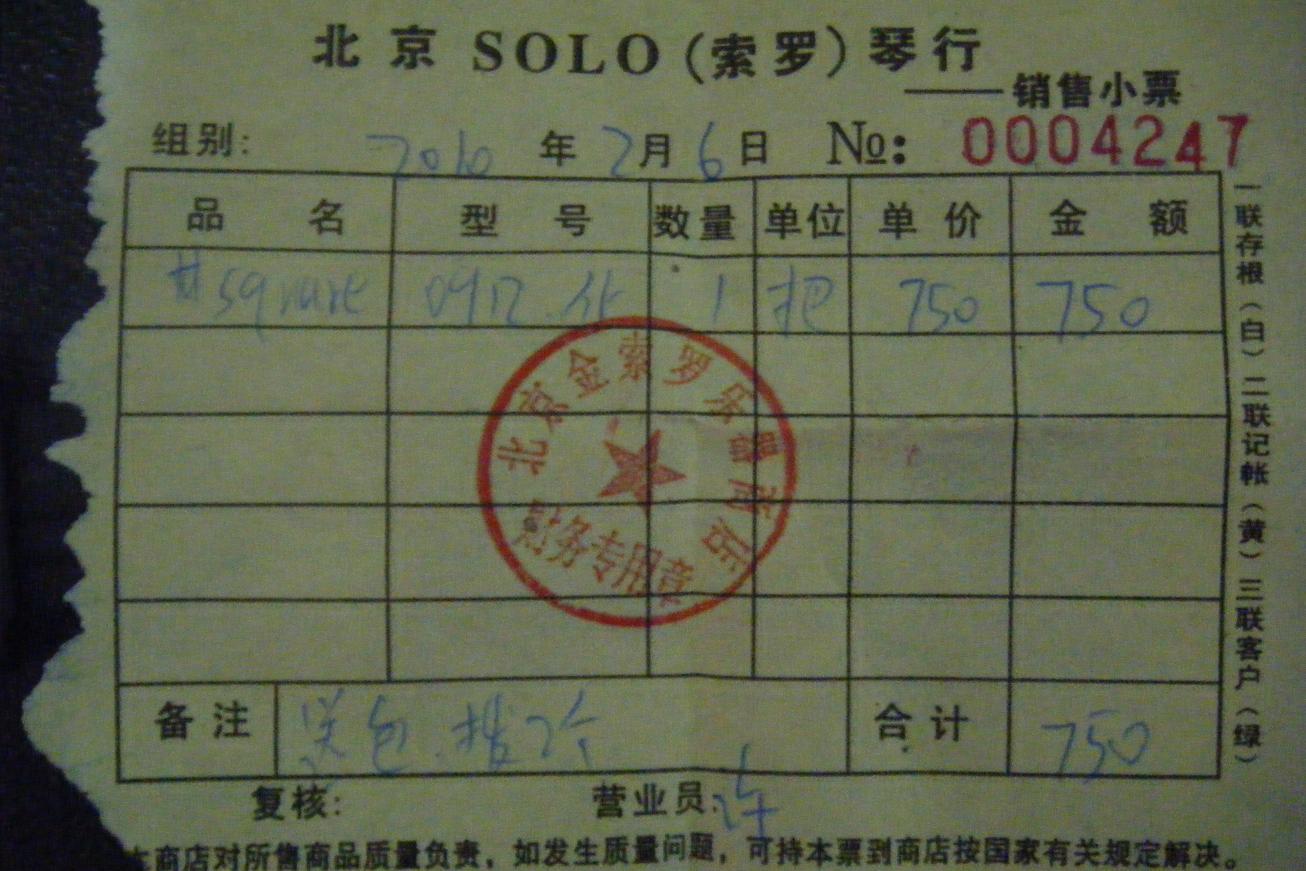 北京 SOLO（索罗）琴行
——销售小票
组别： 2010 年 2 月 6 日 №: 0004247
品名 型号 数量 单位 单价 金额
square 1 把 750 750
北京金索罗乐器商店
财务专用章
备注 送包、拨2个 合计 750
复核： 营业员：许
本商店对所售商品质量负责，如发生质量问题，可持本票到商店按国家有关规定解决。
一联存根（白）二联记帐（黄）三联客户（绿）